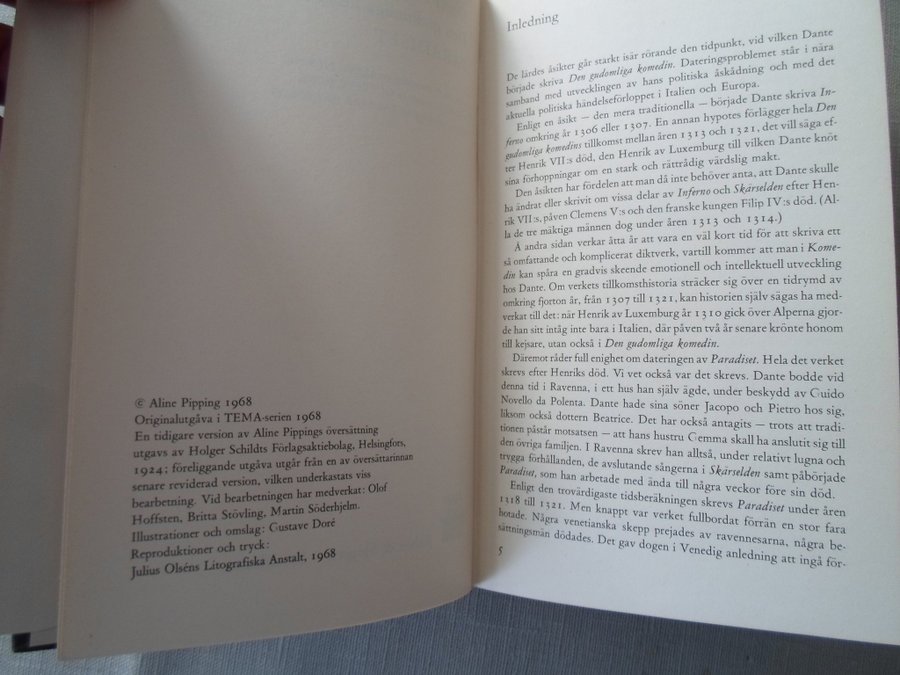 © Aline Pipping 1968
Originalutgåva i TEMA-serien 1968
En tidigare version av Aline Pippings översättning
utgavs av Holger Schildts Förlagsaktiebolag, Helsingfors,
1924; föreliggande utgåva utgår från en av översättarinnan
senare reviderad version, vilken underkastats viss
bearbetning. Vid bearbetningen har medverkat: Olof
Hoffsten, Britta Stövling, Martin Söderhjelm.
Illustrationer och omslag: Gustave Doré
Reproduktioner och tryck:
Julius Olséns Litografiska Anstalt, 1968
Inledning
De lärdes åsikter går starkt isär rörande den tidpunkt, vid vilken Dante
började skriva Den gudomliga komedin. Dateringsproblemet står i nära
samband med utvecklingen av hans politiska åskådning och med det
aktuella politiska händelseförloppet i Italien och Europa.
Enligt en åsikt — den mera traditionella — började Dante skriva In-
ferno omkring år 1306 eller 1307. En annan hypotes förlägger hela Den
gudomliga komedins tillkomst mellan åren 1313 och 1321, det vill säga ef-
ter Henrik VII:s död, den Henrik av Luxemburg till vilken Dante knöt
sina förhoppningar om en stark och rättrådig världslig makt.
Den åsikten har fördelen att man då inte behöver anta, att Dante skulle
ha ändrat eller skrivit om vissa delar av Inferno och Skärselden efter Hen-
rik VII:s, påven Clemens V:s och den franske kungen Filip IV:s död. (Al-
la de tre mäktiga männen dog under åren 1313 och 1314.)
Å andra sidan verkar åtta år att vara en väl kort tid för att skriva ett
så omfattande och komplicerat diktverk, vartill kommer att man i Kome-
din kan spåra en gradvis skeende emotionell och intellektuell utveckling
hos Dante. Om verkets tillkomsthistoria sträcker sig över en tidrymd av
omkring fjorton år, från 1307 till 1321, kan historien själv sägas ha med-
verkat till det: när Henrik av Luxemburg år 1310 gick över Alperna gjor-
de han sitt intåg inte bara i Italien, där påven två år senare krönte honom
till kejsare, utan också i Den gudomliga komedin.
Däremot råder full enighet om dateringen av Paradiset. Hela det verket
skrevs efter Henriks död. Vi vet också var det skrevs. Dante bodde vid
denna tid i Ravenna, i ett hus han själv ägde, under beskydd av Guido
Novello da Polenta. Dante hade sina söner Jacopo och Pietro hos sig,
liksom också dottern Beatrice. Det har också antagits — trots att tradi-
tionen påstår motsatsen — att hans hustru Gemma skall ha anslutit sig till
den övriga familjen. I Ravenna skrev han alltså, under relativt lugna och
trygga förhållanden, de avslutande sångerna i Skärselden samt påbörjade
Paradiset, som han arbetade med ända till några veckor före sin död.
Enligt den trovärdigaste tidsberäkningen skrevs Paradiset under åren
1318 till 1321. Men knappt var verket fullbordat förrän en stor fara
hotade. Några venetianska skepp prejades av ravennesarna, några be-
sättningsmän dödades. Det gav dogen i Venedig anledning att ingå för-
5